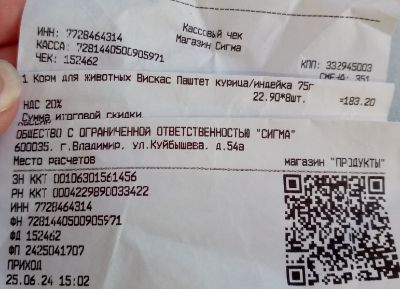 Кассовый чек
Магазин Сигма
ИНН: 7728464314
КАССА: 7281440500905971
ЧЕК: 152462
КПП: 332945003
СМЕНА: 351
1 Корм для животных Вискас Паштет курица/индейка 75г
22.90*8шт. =183.20
НДС 20%
Сумма итоговой скидки
ОБЩЕСТВО С ОГРАНИЧЕННОЙ ОТВЕТСТВЕННОСТЬЮ "СИГМА"
600035. г.Владимир, ул.Куйбышева, д.54а
Место расчетов магазин "ПРОДУКТЫ"
ЗН ККТ 00106301561456
РН ККТ 0004229890033422
ИНН 7728464314
ФН 7281440500905971
ФД 152462
ФП 2425041707
ПРИХОД
25.06.24 15:02